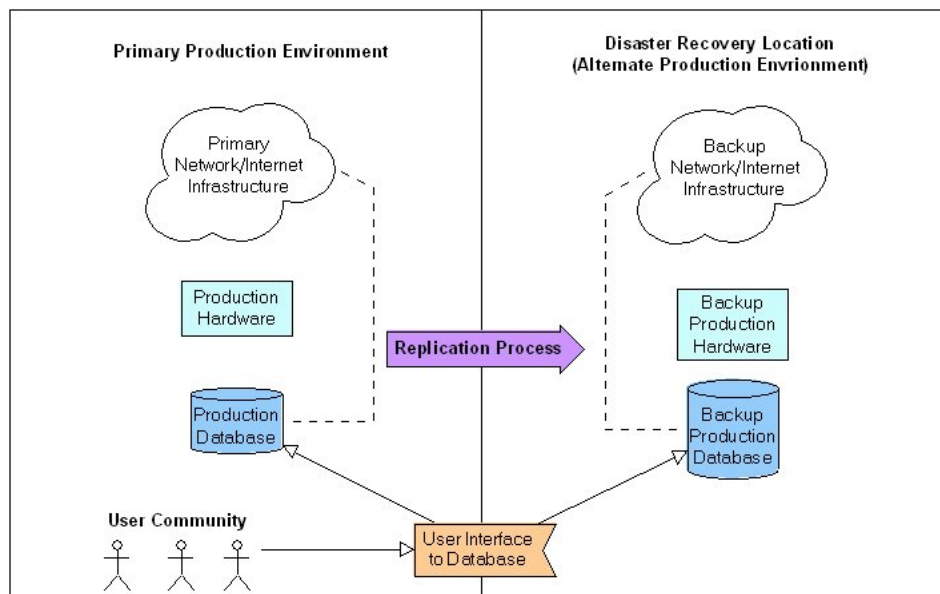 Primary Production Environment
Disaster Recovery Location
(Alternate Production Envrionment)
Primary
Network/Internet
Infrastructure
Backup
Network/Internet
Infrastructure
Production
Hardware
Backup
Production
Hardware
Replication Process
Production
Database
Backup
Production
Database
User Community
User Interface
to Database